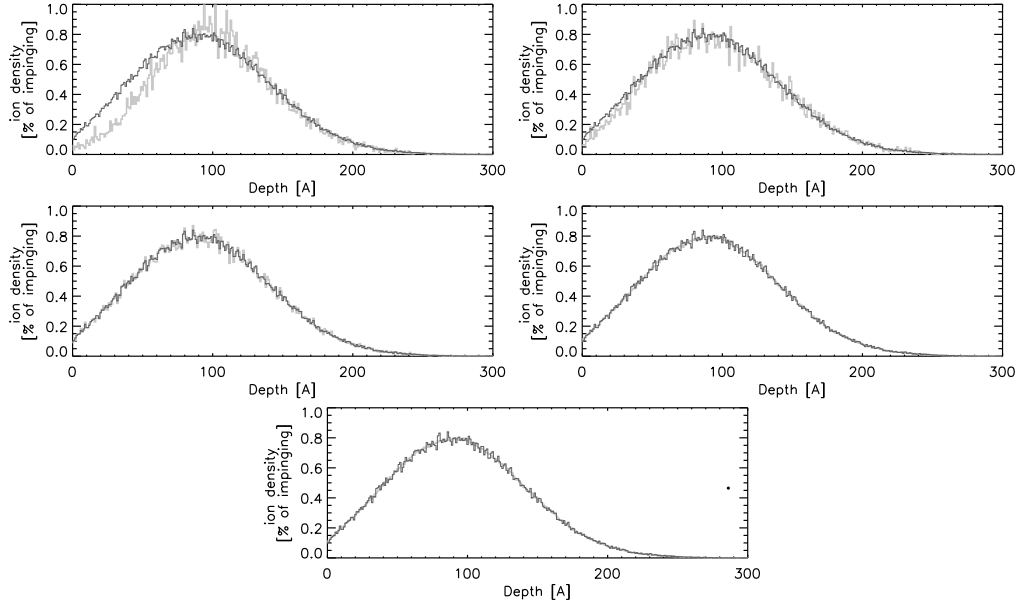 1.0 1.0
0.8 0.8
0.6 0.6
0.4 0.4
0.2 0.2
0.0 0.0
ion density
[% of impinging]
ion density
[% of impinging]
0 100 200 300 0 100 200 300
Depth [A] Depth [A]
1.0 1.0
0.8 0.8
0.6 0.6
0.4 0.4
0.2 0.2
0.0 0.0
ion density
[% of impinging]
ion density
[% of impinging]
0 100 200 300 0 100 200 300
Depth [A] Depth [A]
1.0
0.8
0.6
0.4
0.2
0.0
ion density
[% of impinging]
0 100 200 300
Depth [A]